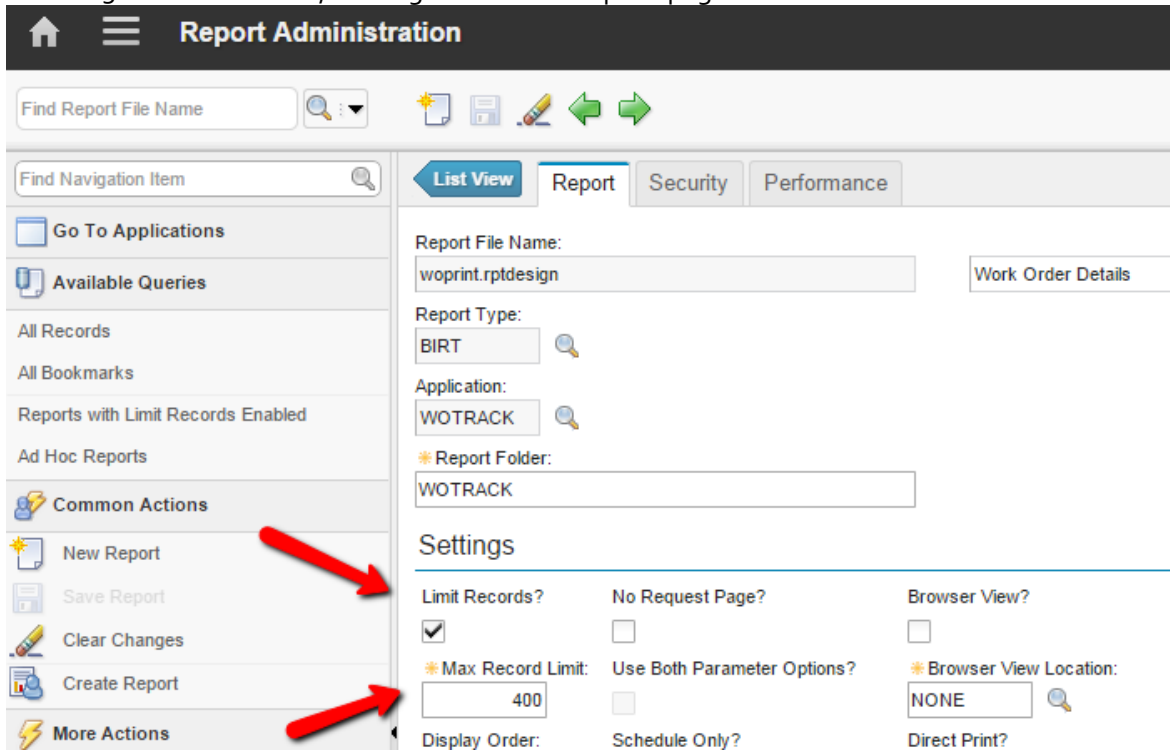 Report Administration
Find Report File Name
Find Navigation Item
List View Report Security Performance
Go To Applications
Available Queries
All Records
All Bookmarks
Reports with Limit Records Enabled
Ad Hoc Reports
Common Actions
New Report
Save Report
Clear Changes
Create Report
More Actions
Report File Name:
woprint.rptdesign Work Order Details
Report Type:
BIRT
Application:
WOTRACK
Report Folder:
WOTRACK
Settings
Limit Records? No Request Page? Browser View?
Max Record Limit: Use Both Parameter Options? Browser View Location:
400 NONE
Display Order: Schedule Only? Direct Print?